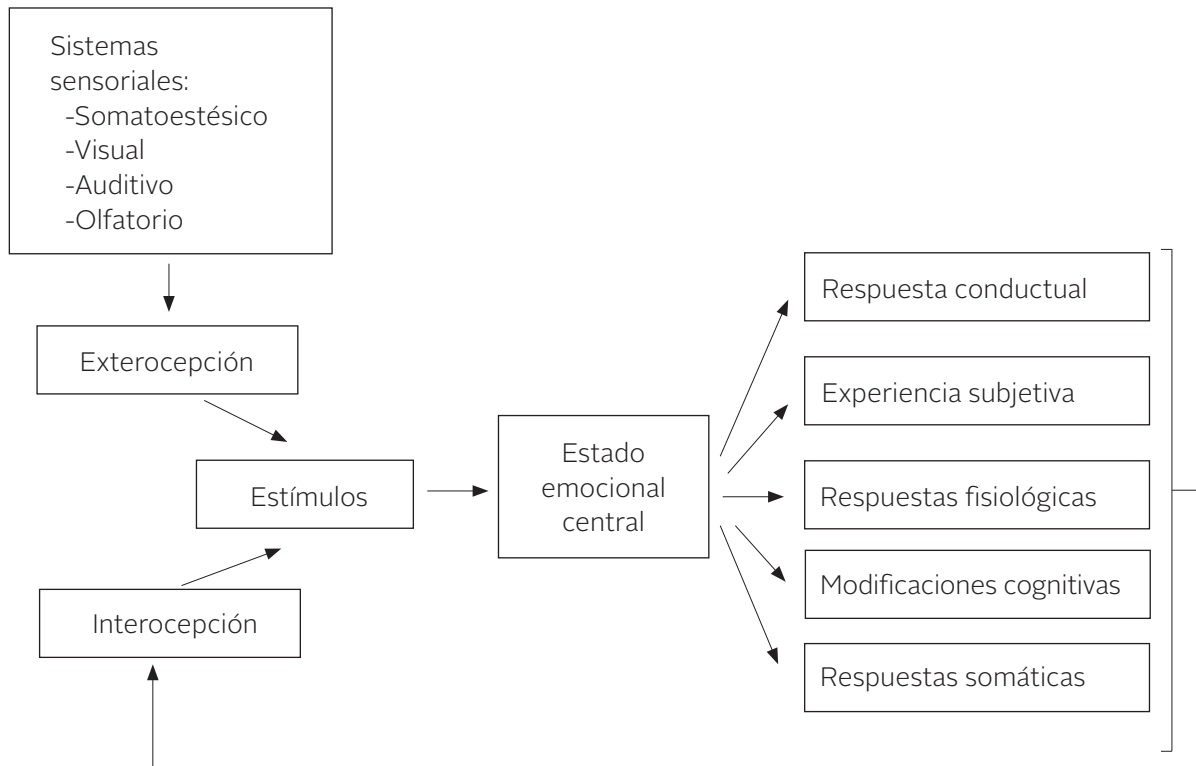 Sistemas
sensoriales:
-Somatoestésico
-Visual
-Auditivo
-Olfatorio
Exterocepción
Estímulos
Interocepción
Estado
emocional
central
Respuesta conductual
Experiencia subjetiva
Respuestas fisiológicas
Modificaciones cognitivas
Respuestas somáticas